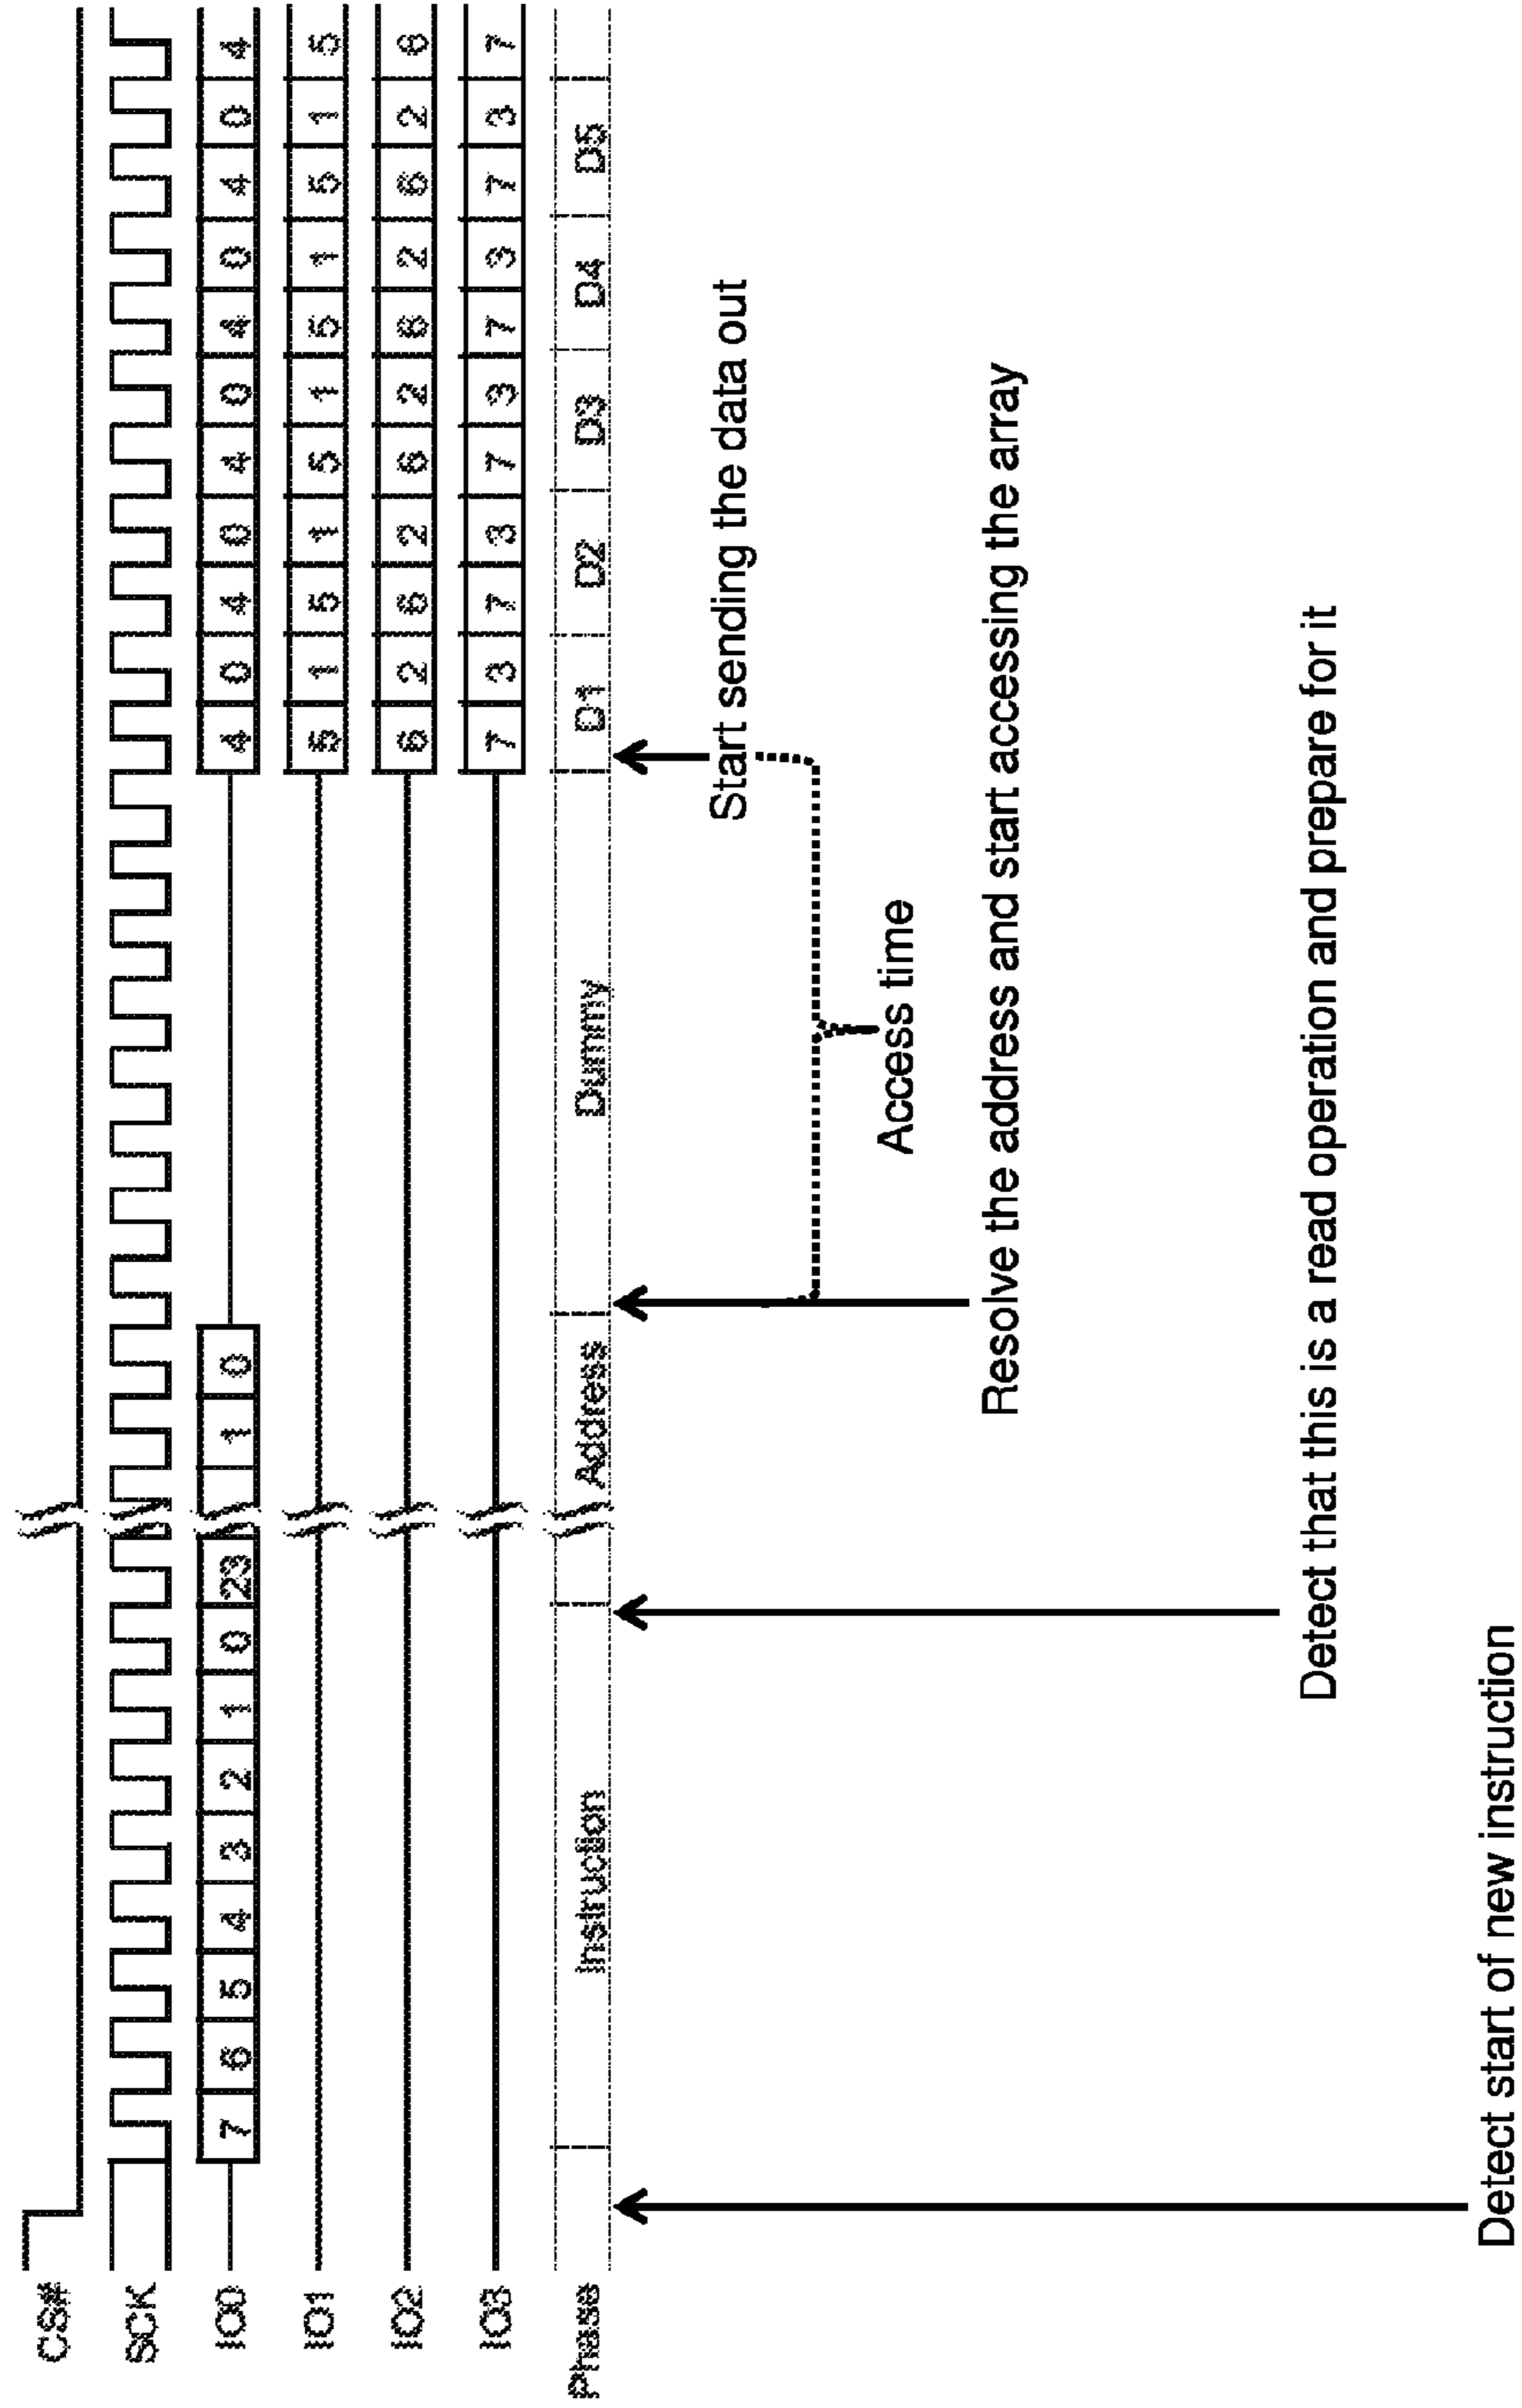 CS#
SCK
IO0 7 6 5 4 3 2 1 0 23 1 0 4 0 4 0 4 0 4 0 4 0 4
IO1 5 1 5 1 5 1 5 1 5 1 5
IO2 6 2 6 2 6 2 6 2 6 2 6
IO3 7 3 7 3 7 3 7 3 7 3 7
Phase Instruction Address Dummy D1 D2 D3 D4 D5
Start sending the data out
Access time
Resolve the address and start accessing the array
Detect that this is a read operation and prepare for it
Detect start of new instruction